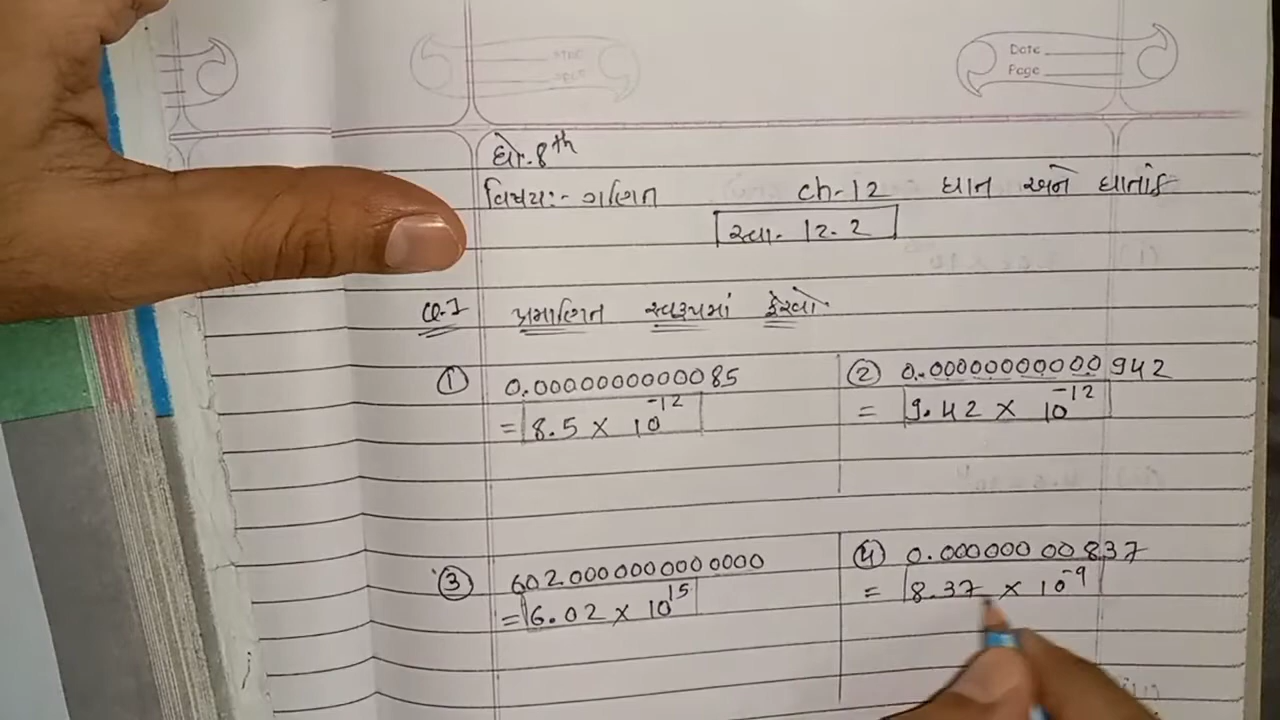 Date
Page
ધો. 8th
વિષય:- ગણિત ch-12 ઘાત અને ઘાતાંક
સ્વા. 12.2
Q-1 પ્રમાણિત સ્વરૂપમાં ફેરવો.
① 0.0000000000085 ② 0.00000000000942
= 8.5 × 10⁻¹² = 9.42 × 10⁻¹²
③ 6020000000000000 ④ 0.00000000837
= 6.02 × 10¹⁵ = 8.37 × 10⁻⁹